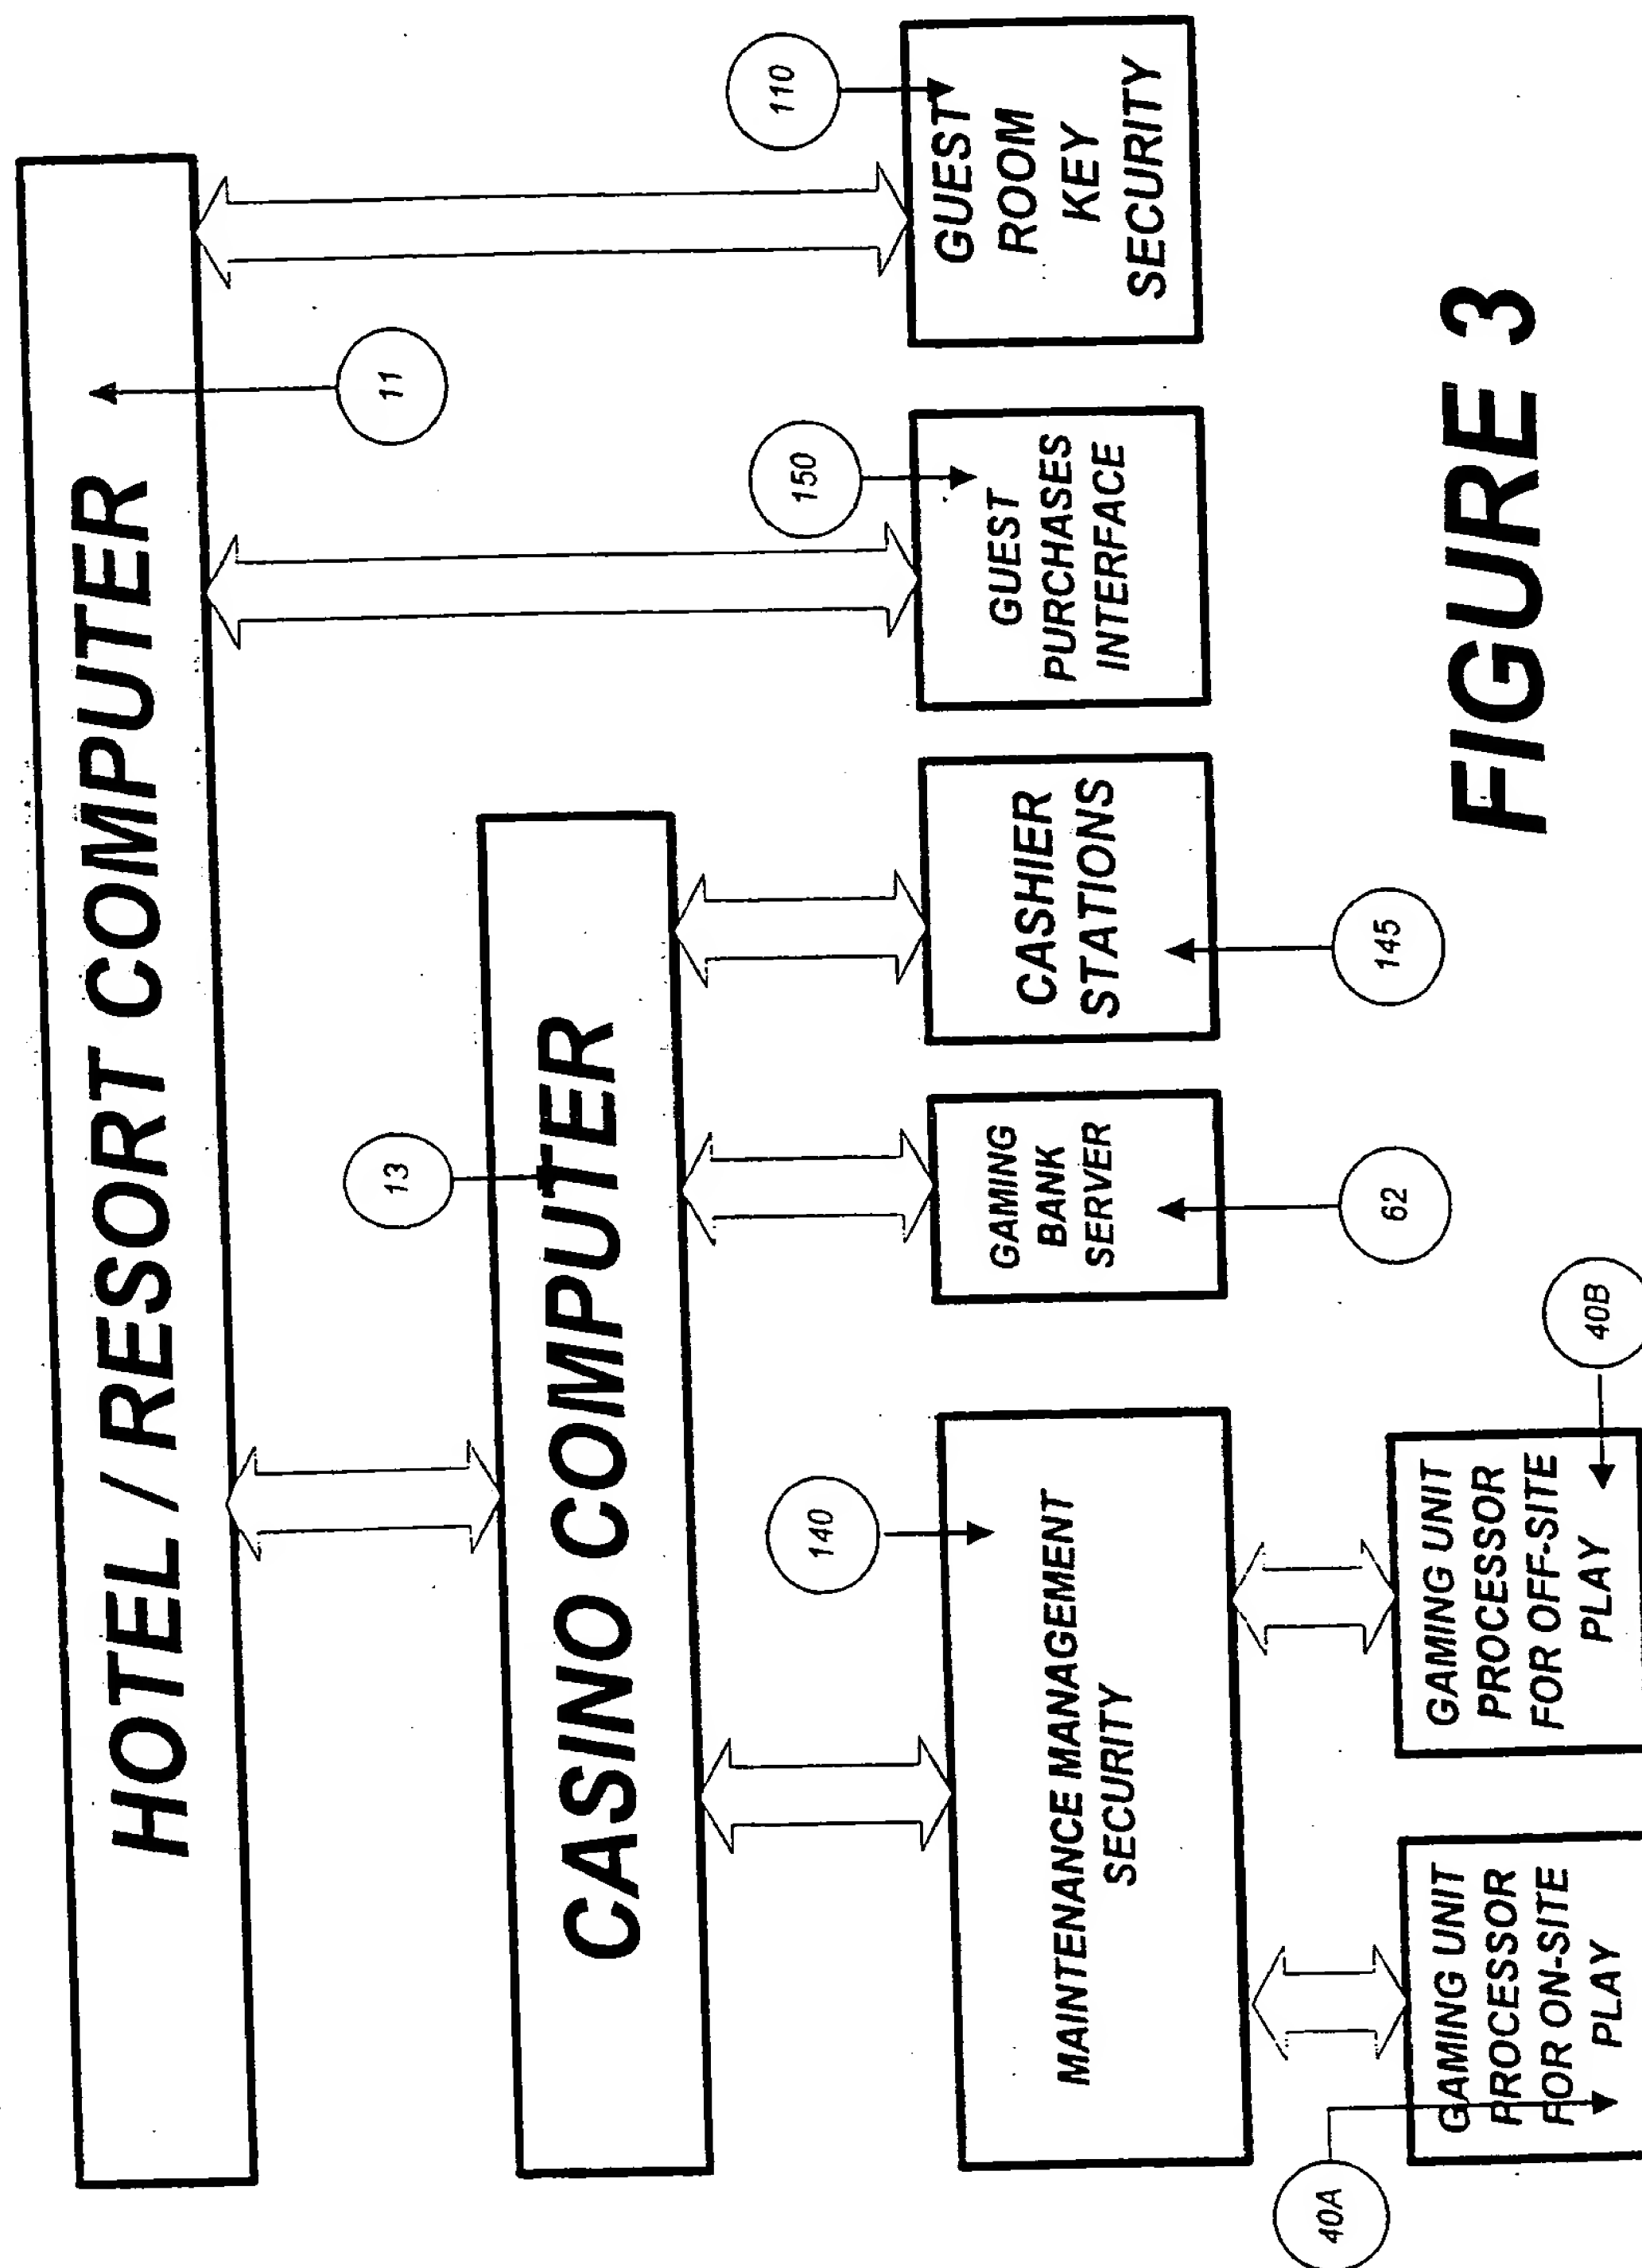 HOTEL / RESORT COMPUTER
11
13
CASINO COMPUTER
140
150
110
MAINTENANCE MANAGEMENT
SECURITY
GAMING
BANK
SERVER
CASHIER
STATIONS
GUEST
PURCHASES
INTERFACE
GUEST
ROOM
KEY
SECURITY
62
145
40A
GAMING UNIT
PROCESSOR
FOR ON-SITE
PLAY
GAMING UNIT
PROCESSOR
FOR OFF-SITE
PLAY
40B
FIGURE 3